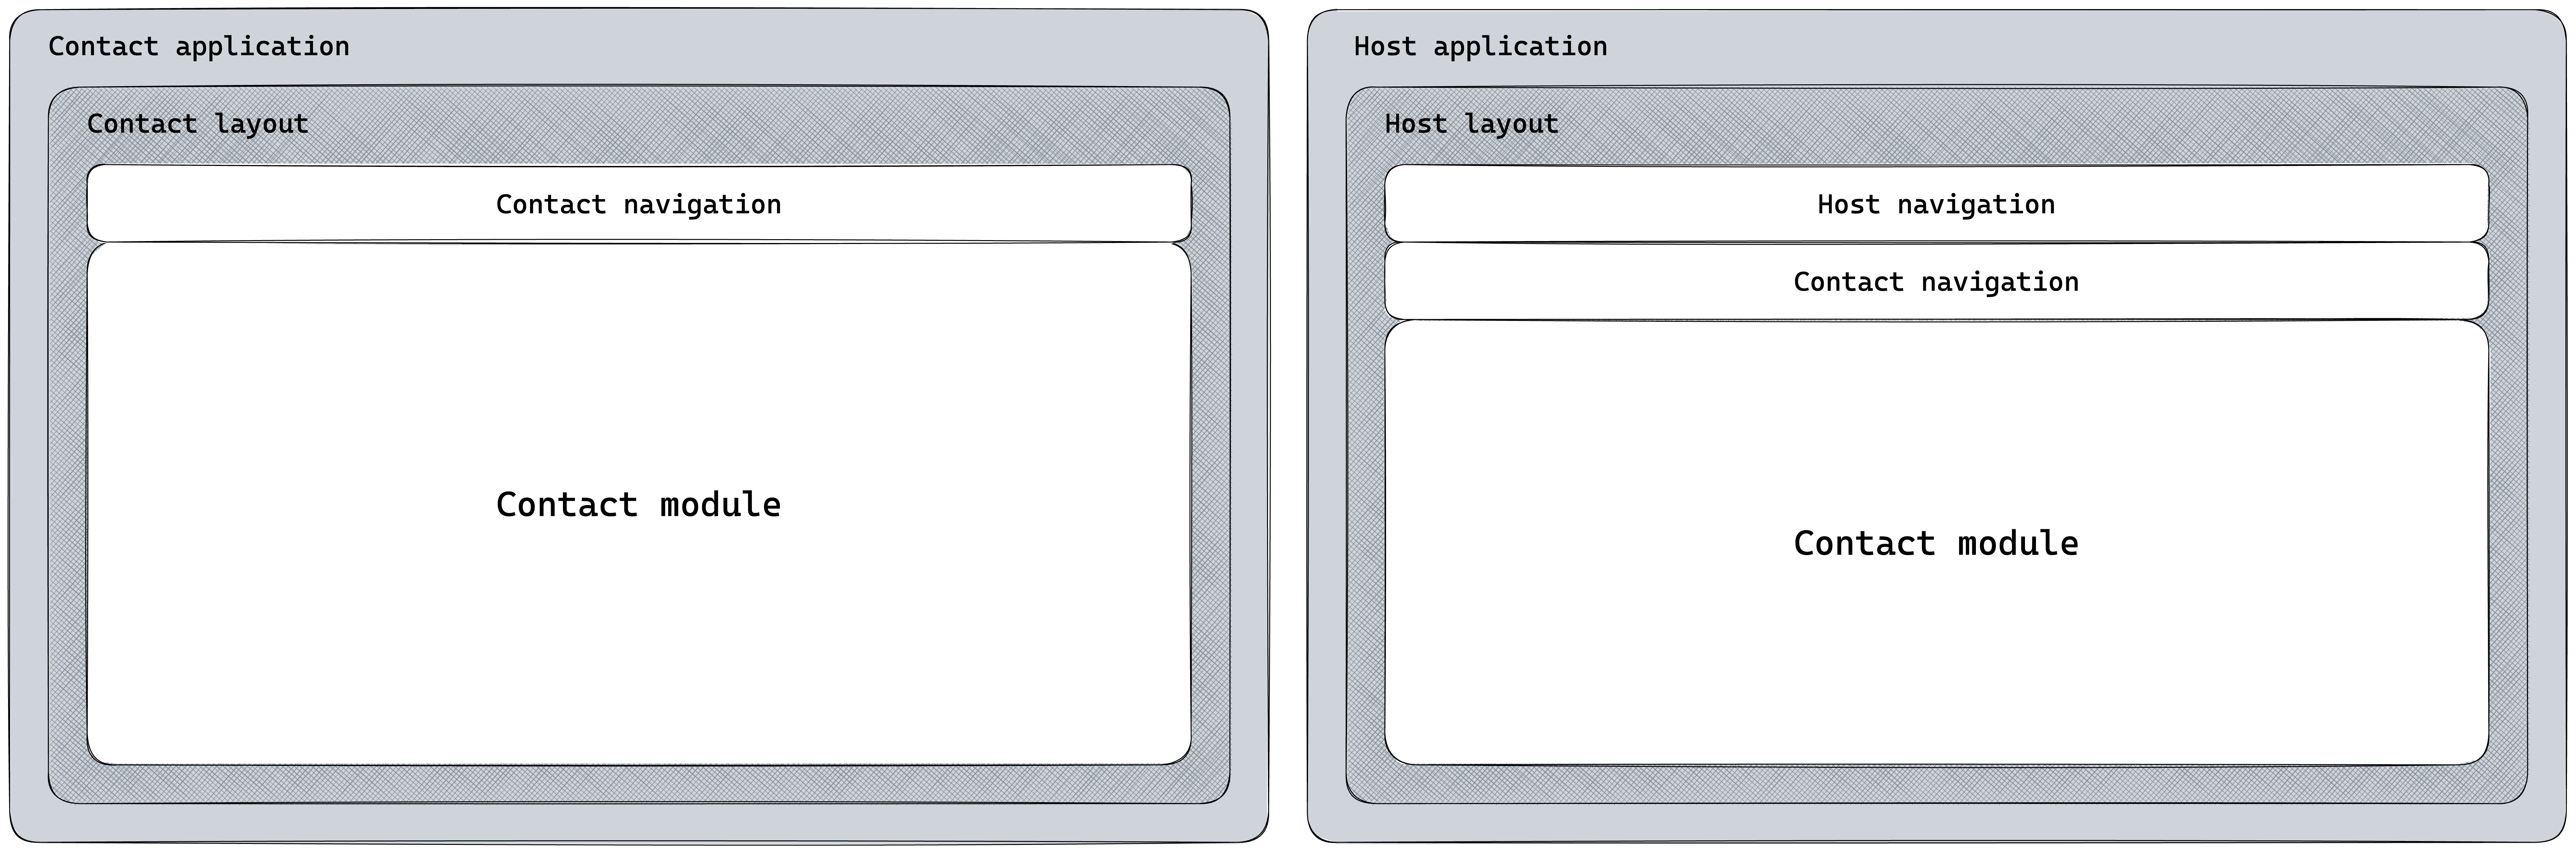 Contact application
Contact layout
Contact navigation
Contact module
Host application
Host layout
Host navigation
Contact navigation
Contact module